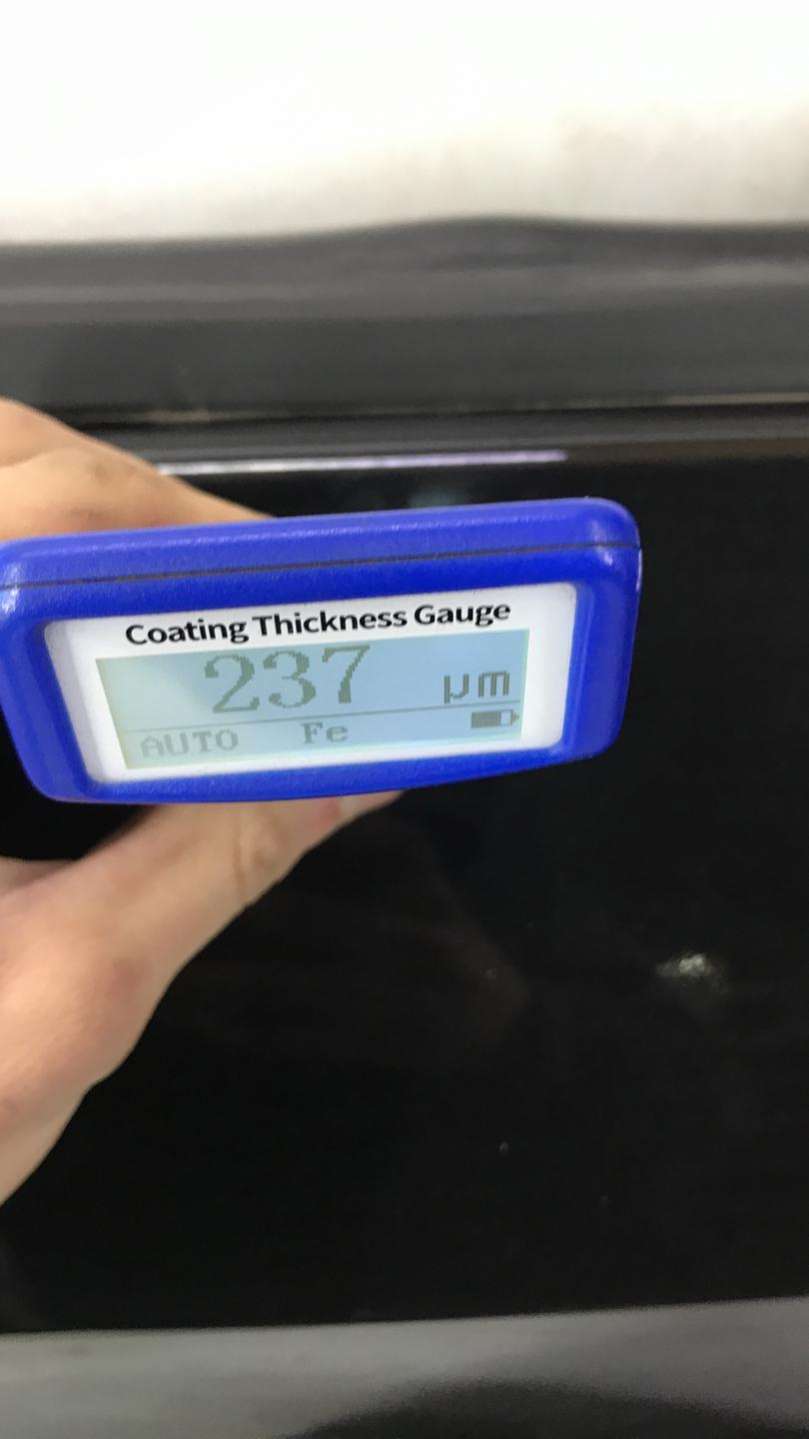 Coating Thickness Gauge
237 μm
AUTO Fe